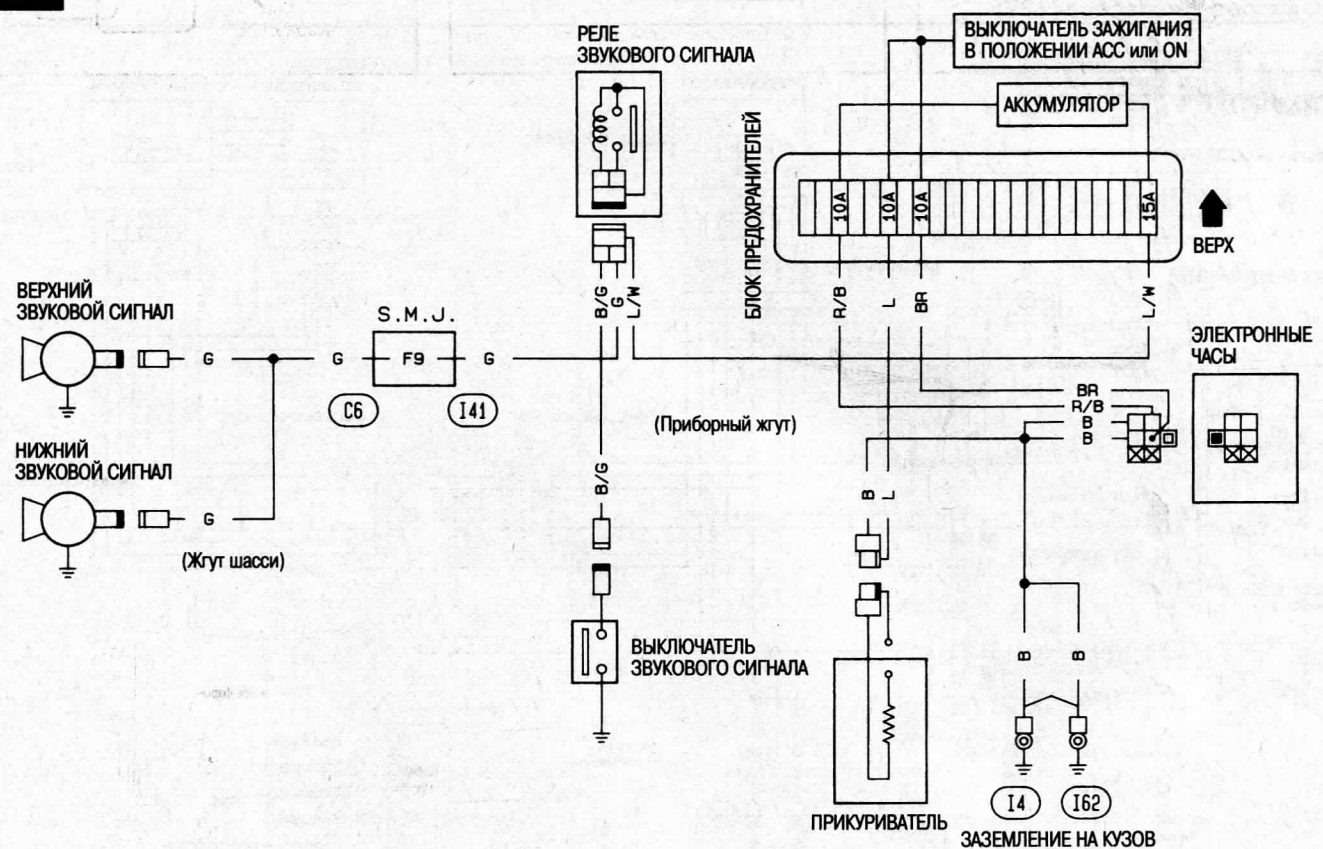 РЕЛЕ
ЗВУКОВОГО СИГНАЛА
ВЫКЛЮЧАТЕЛЬ ЗАЖИГАНИЯ
В ПОЛОЖЕНИИ ACC или ON
АККУМУЛЯТОР
БЛОК ПРЕДОХРАНИТЕЛЕЙ
10A
10A
10A
15A
ВЕРХ
B/G
G
L/W
R/B
L
BR
L/W
ВЕРХНИЙ
ЗВУКОВОЙ СИГНАЛ
G
G
S.M.J.
F9
G
C6
I41
(Приборный жгут)
ЭЛЕКТРОННЫЕ
ЧАСЫ
BR
R/B
B
B
НИЖНИЙ
ЗВУКОВОЙ СИГНАЛ
G
(Жгут шасси)
B/G
B
L
ВЫКЛЮЧАТЕЛЬ
ЗВУКОВОГО СИГНАЛА
B
B
I4
I62
ПРИКУРИВАТЕЛЬ
ЗАЗЕМЛЕНИЕ НА КУЗОВ